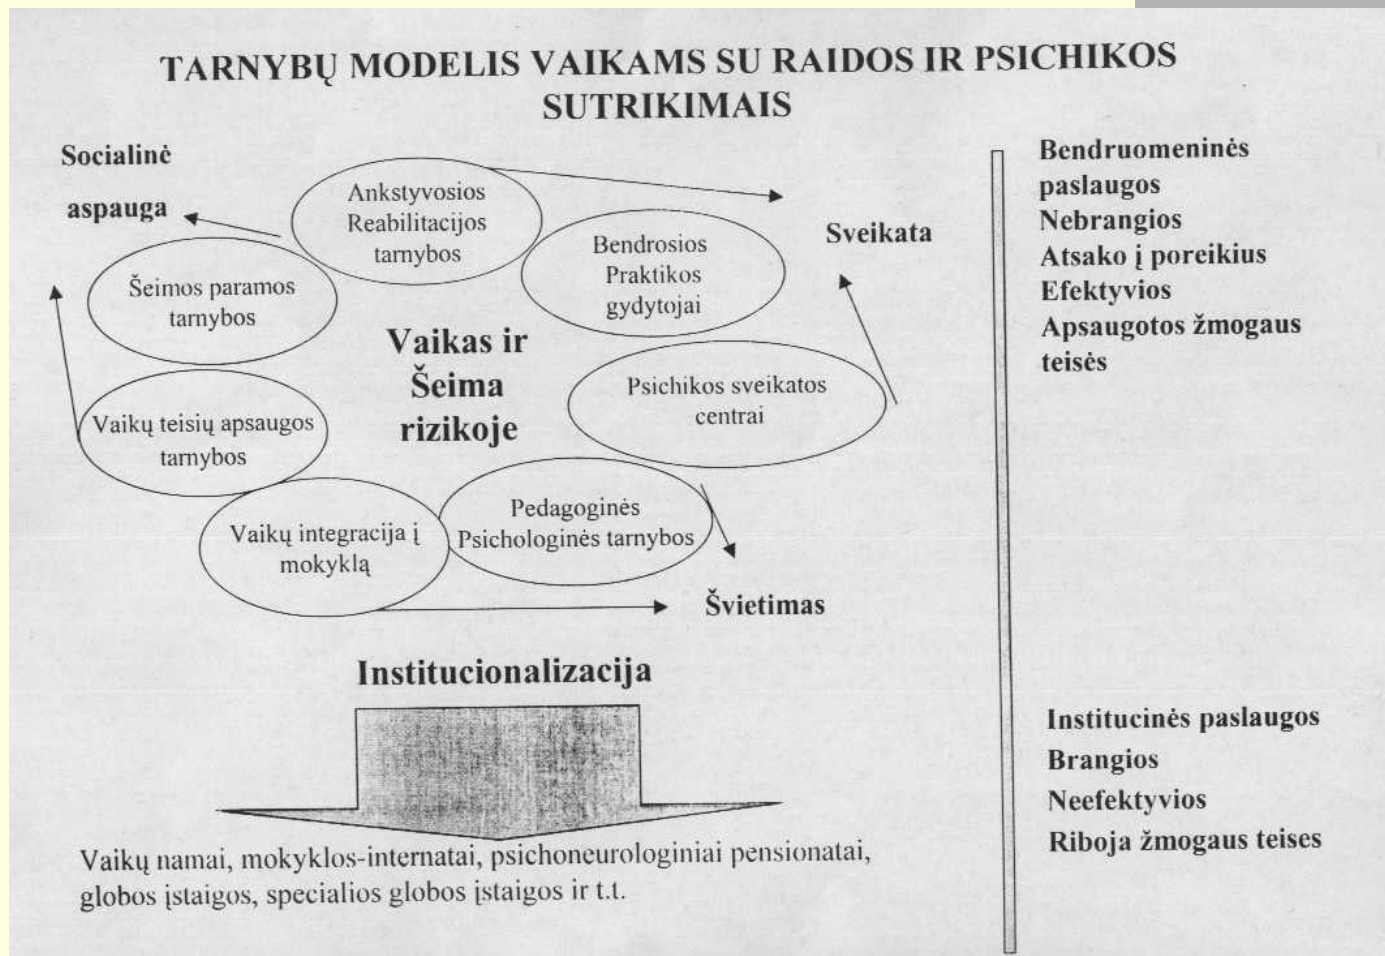 TARNYBŲ MODELIS VAIKAMS SU RAIDOS IR PSICHIKOS
SUTRIKIMAIS
Socialinė
aspauga
Ankstyvosios
Reabilitacijos
tarnybos
Bendrosios
Praktikos
gydytojai
Sveikata
Šeimos paramos
tarnybos
Vaikas ir
Šeima
rizikoje
Psichikos sveikatos
centrai
Vaikų teisių apsaugos
tarnybos
Pedagoginės
Psichologinės tarnybos
Vaikų integracija į
mokyklą
Švietimas
Institucionalizacija
Vaikų namai, mokyklos-internatai, psichoneurologiniai pensionatai,
globos įstaigos, specialios globos įstaigos ir t.t.
Bendruomeninės
paslaugos
Nebrangios
Atsako į poreikius
Efektyvios
Apsaugotos žmogaus
teisės
Institucinės paslaugos
Brangios
Neefektyvios
Riboja žmogaus teises